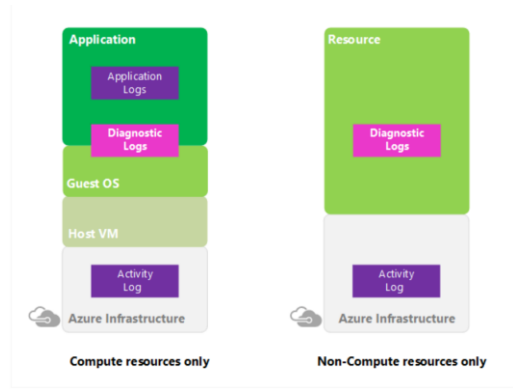 Application
Application
Logs
Diagnostic
Logs
Guest OS
Host VM
Activity
Log
Azure Infrastructure
Compute resources only
Resource
Diagnostic
Logs
Activity
Log
Azure Infrastructure
Non-Compute resources only